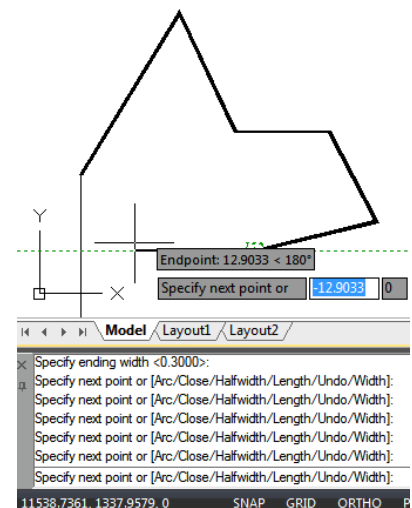 Y
Endpoint: 12.9033 < 180°
Specify next point or -12.9033 0
X
Model Layout1 Layout2
Specify ending width <0.3000>:
Specify next point or [Arc/Close/Halfwidth/Length/Undo/Width]:
Specify next point or [Arc/Close/Halfwidth/Length/Undo/Width]:
Specify next point or [Arc/Close/Halfwidth/Length/Undo/Width]:
Specify next point or [Arc/Close/Halfwidth/Length/Undo/Width]:
Specify next point or [Arc/Close/Halfwidth/Length/Undo/Width]:
Specify next point or [Arc/Close/Halfwidth/Length/Undo/Width]:
11538.7361, 1337.9579, 0 SNAP GRID ORTHO P